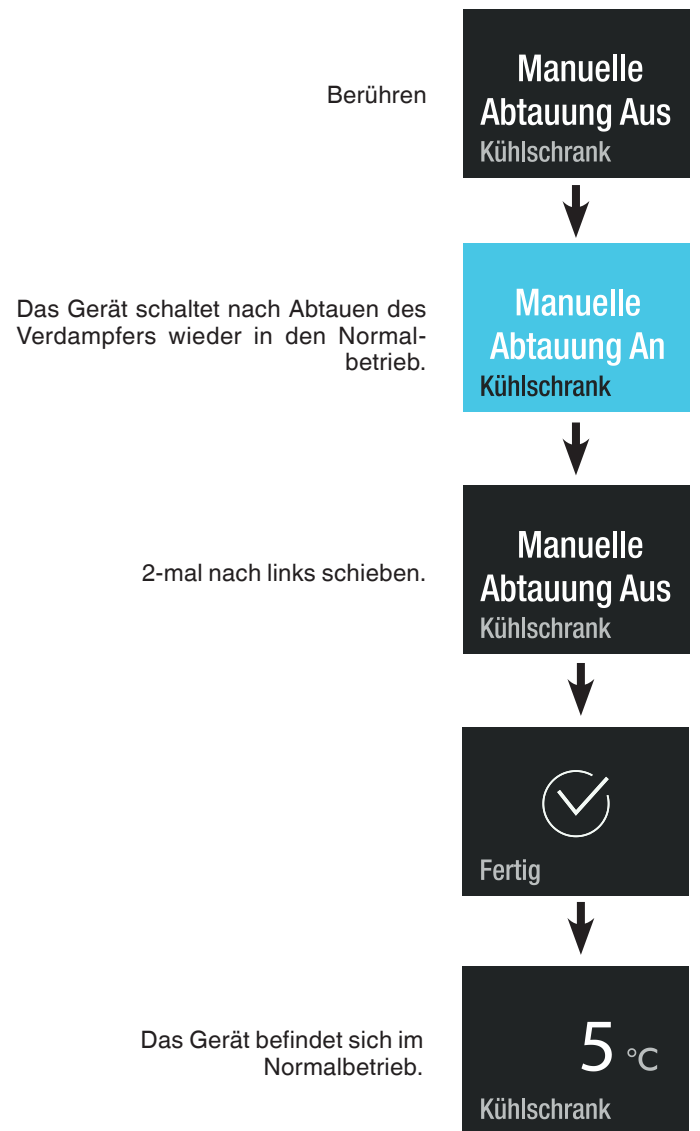 Berühren
Manuelle
Abtauung Aus
Kühlschrank
Das Gerät schaltet nach Abtauen des
Verdampfers wieder in den Normal-
betrieb.
Manuelle
Abtauung An
Kühlschrank
2-mal nach links schieben.
Manuelle
Abtauung Aus
Kühlschrank
Fertig
Das Gerät befindet sich im
Normalbetrieb.
5 °C
Kühlschrank